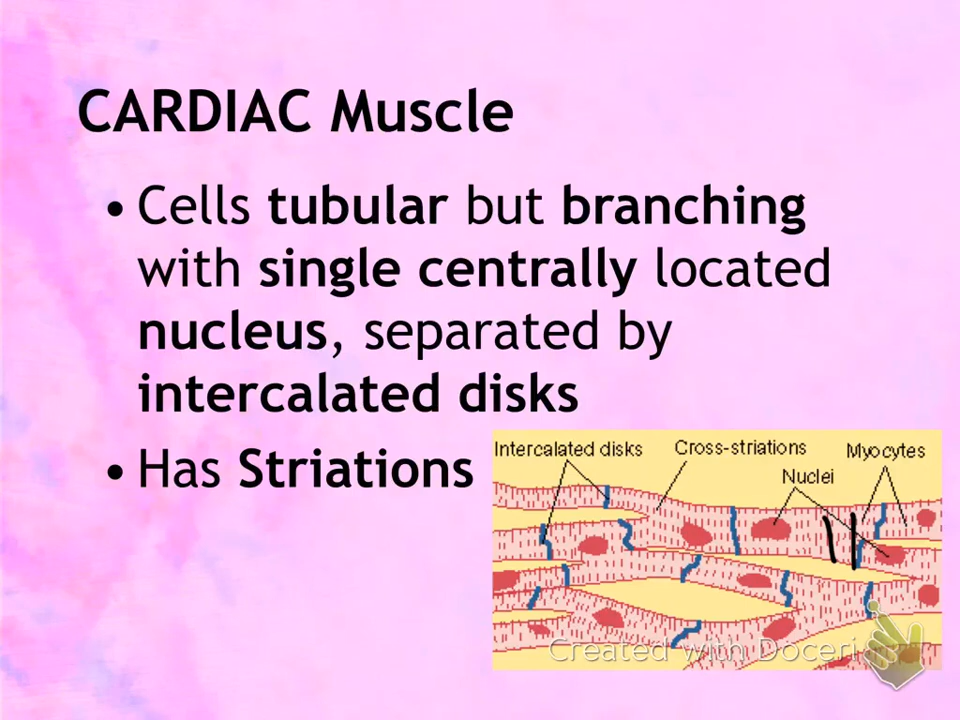 CARDIAC Muscle
• Cells tubular but branching
with single centrally located
nucleus, separated by
intercalated disks
• Has Striations
Intercalated disks
Cross-striations
Myocytes
Nuclei
Created with Doceri